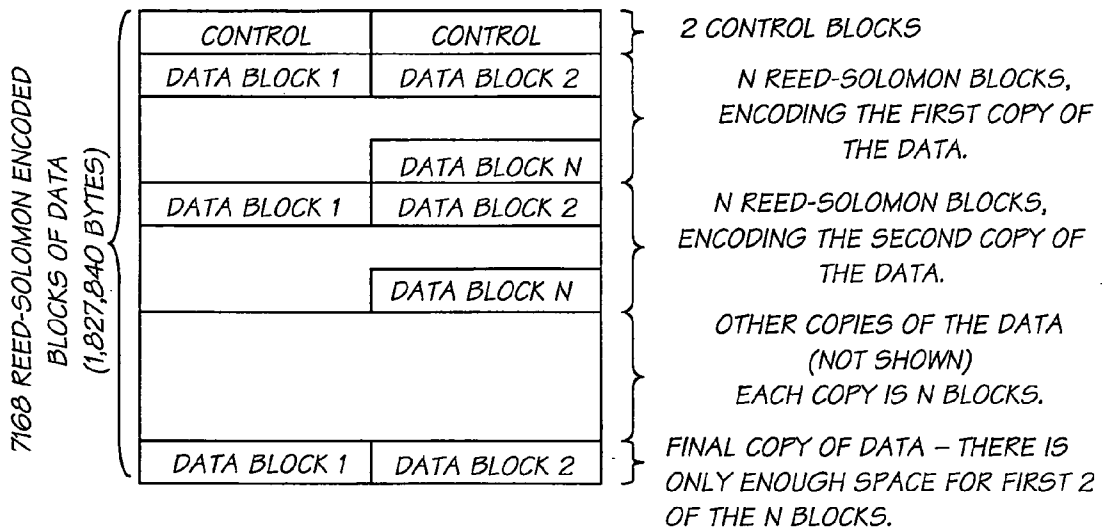 7168 REED-SOLOMON ENCODED
BLOCKS OF DATA
(1,827,840 BYTES)
CONTROL CONTROL
2 CONTROL BLOCKS
DATA BLOCK 1 DATA BLOCK 2
DATA BLOCK N
N REED-SOLOMON BLOCKS,
ENCODING THE FIRST COPY OF
THE DATA.
DATA BLOCK 1 DATA BLOCK 2
DATA BLOCK N
N REED-SOLOMON BLOCKS,
ENCODING THE SECOND COPY OF
THE DATA.
OTHER COPIES OF THE DATA
(NOT SHOWN)
EACH COPY IS N BLOCKS.
DATA BLOCK 1 DATA BLOCK 2
FINAL COPY OF DATA – THERE IS
ONLY ENOUGH SPACE FOR FIRST 2
OF THE N BLOCKS.